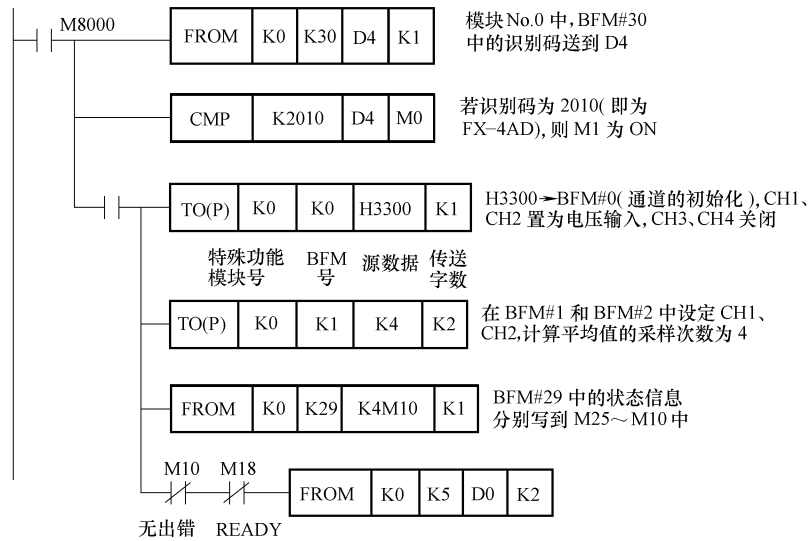 M8000
FROM K0 K30 D4 K1
模块No.0 中,BFM#30
中的识别码送到 D4
CMP K2010 D4 M0
若识别码为 2010( 即为
FX-4AD), 则 M1 为 ON
TO(P) K0 K0 H3300 K1
H3300→BFM#0( 通道的初始化 ), CH1、
CH2 置为电压输入, CH3、CH4 关闭
特殊功能 BFM 源数据 传送
模块号 号 字数
TO(P) K0 K1 K4 K2
在 BFM#1 和 BFM#2 中设定 CH1、
CH2,计算平均值的采样次数为 4
FROM K0 K29 K4M10 K1
BFM#29 中的状态信息
分别写到 M25～M10 中
M10 M18
FROM K0 K5 D0 K2
无出错 READY